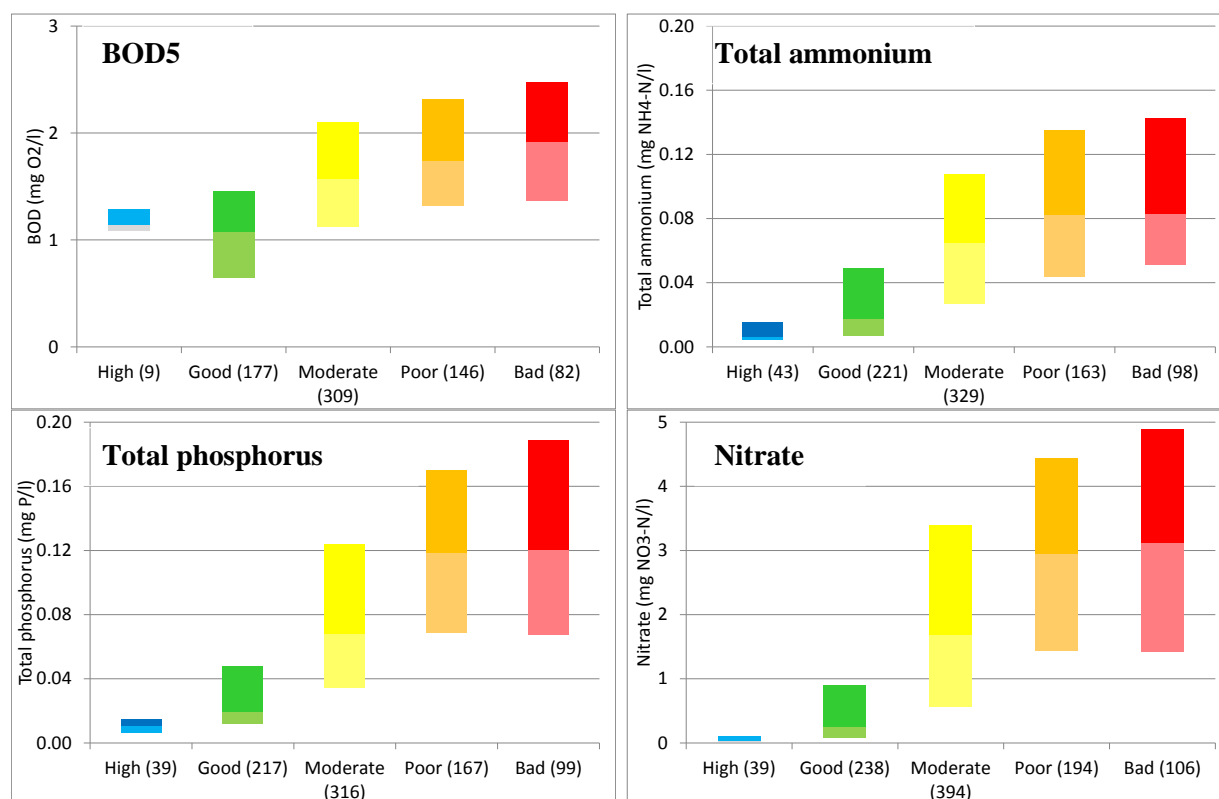 BOD5
BOD (mg O2/l)
3
2
1
0
High (9) Good (177) Moderate Poor (146) Bad (82)
(309)
Total ammonium
Total ammonium (mg NH4-N/l)
0.20
0.16
0.12
0.08
0.04
0.00
High (43) Good (221) Moderate Poor (163) Bad (98)
(329)
Total phosphorus
Total phosphorus (mg P/l)
0.20
0.16
0.12
0.08
0.04
0.00
High (39) Good (217) Moderate Poor (167) Bad (99)
(316)
Nitrate
Nitrate (mg NO3-N/l)
5
4
3
2
1
0
High (39) Good (238) Moderate Poor (194) Bad (106)
(394)